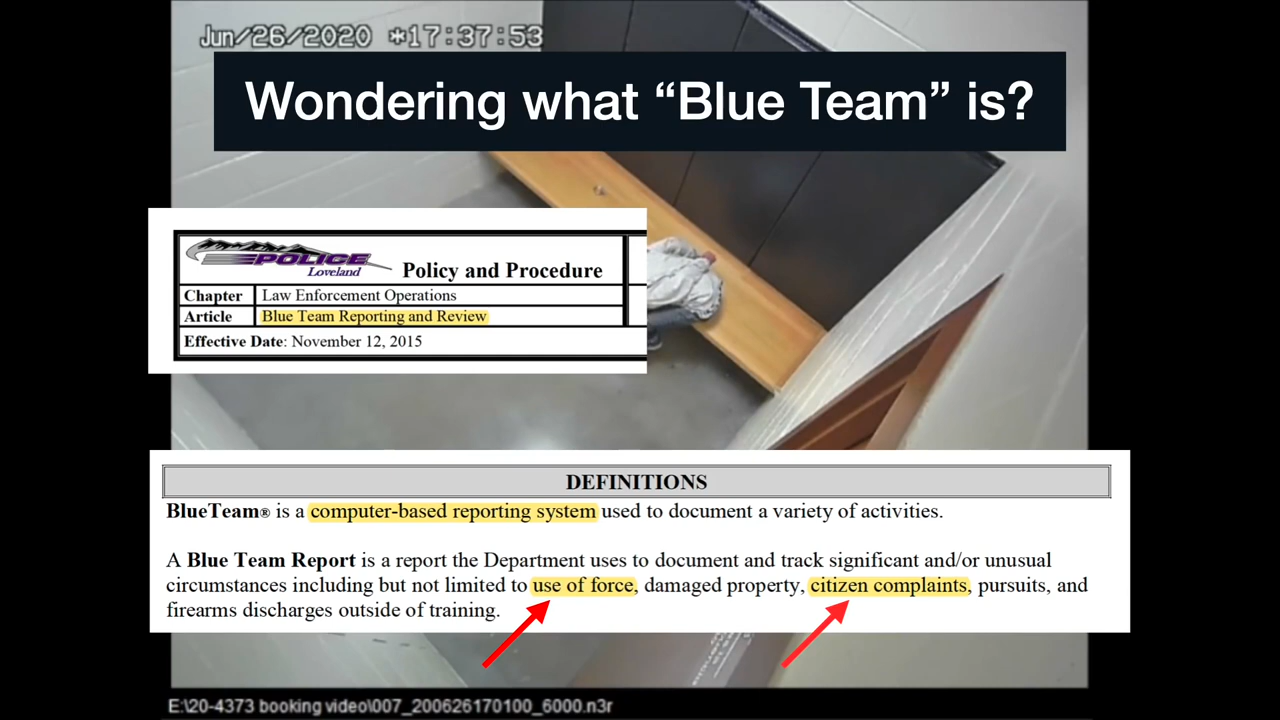 Jun/26/2020 *17:37:53
Wondering what “Blue Team” is?
POLICE
Loveland
Policy and Procedure
Chapter Law Enforcement Operations
Article Blue Team Reporting and Review
Effective Date: November 12, 2015
DEFINITIONS
BlueTeam® is a computer-based reporting system used to document a variety of activities.
A Blue Team Report is a report the Department uses to document and track significant and/or unusual
circumstances including but not limited to use of force, damaged property, citizen complaints, pursuits, and
firearms discharges outside of training.
E:\20-4373 booking video\007_200626170100_6000.n3r